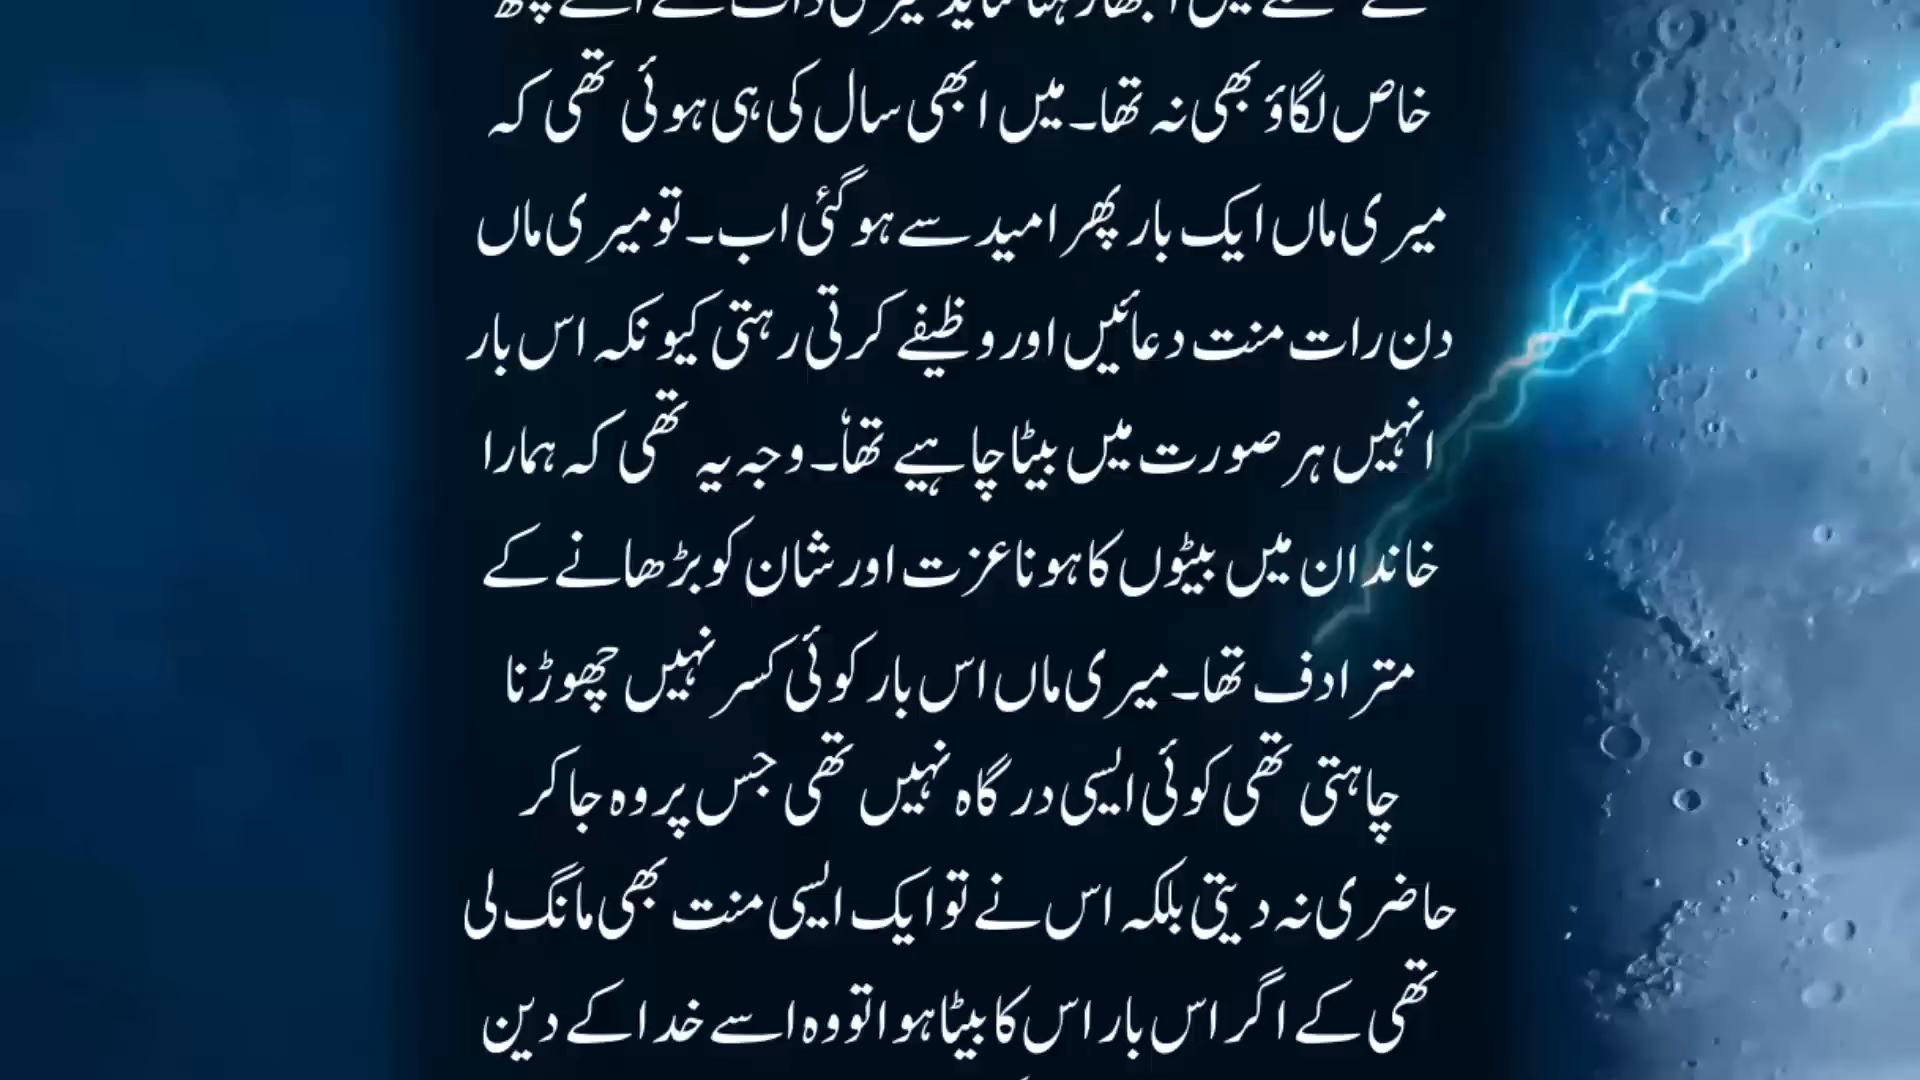 خاص لگاؤ بھی نہ تھا۔ میں ابھی سال کی ہی ہوئی تھی کہ
میری ماں ایک بار پھر امید سے ہو گئی اب۔ تو میری ماں
دن رات منت دعائیں اور وظیفے کرتی رہتی کیونکہ اس بار
انہیں ہر صورت میں بیٹا چاہیے تھا۔ وجہ یہ تھی کہ ہمارا
خاندان میں بیٹوں کا ہونا عزت اور شان کو بڑھانے کے
مترادف تھا۔ میری ماں اس بار کوئی کسر نہیں چھوڑنا
چاہتی تھی کوئی ایسی درگاہ نہیں تھی جس پر وہ جا کر
حاضری نہ دیتی بلکہ اس نے تو ایک ایسی منت بھی مانگ لی
تھی کے اگر اس بار اس کا بیٹا ہوا تو وہ اسے خدا کے دین